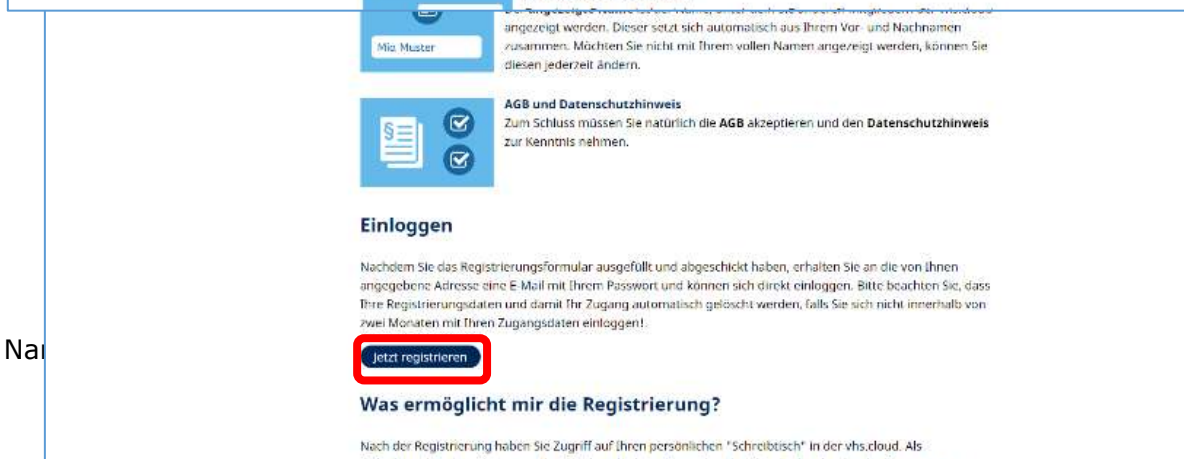 angezeigt werden. Dieser setzt sich automatisch aus Ihrem Vor- und Nachnamen
Mia Muster
zusammen. Möchten Sie nicht mit Ihrem vollen Namen angezeigt werden, können Sie
diesen jederzeit ändern.
AGB und Datenschutzhinweis
Zum Schluss müssen Sie natürlich die AGB akzeptieren und den Datenschutzhinweis
zur Kenntnis nehmen.
§
Einloggen
Nachdem Sie das Registrierungsformular ausgefüllt und abgeschickt haben, erhalten Sie an die von Ihnen
angegebene Adresse eine E-Mail mit Ihrem Passwort und können sich direkt einloggen. Bitte beachten Sie, dass
Ihre Registrierungsdaten und damit Ihr Zugang automatisch gelöscht werden, falls Sie sich nicht innerhalb von
zwei Monaten mit Ihren Zugangsdaten einloggen!
Jetzt registrieren
Was ermöglicht mir die Registrierung?
Nach der Registrierung haben Sie Zugriff auf Ihren persönlichen "Schreibtisch" in der vhs.cloud. Als